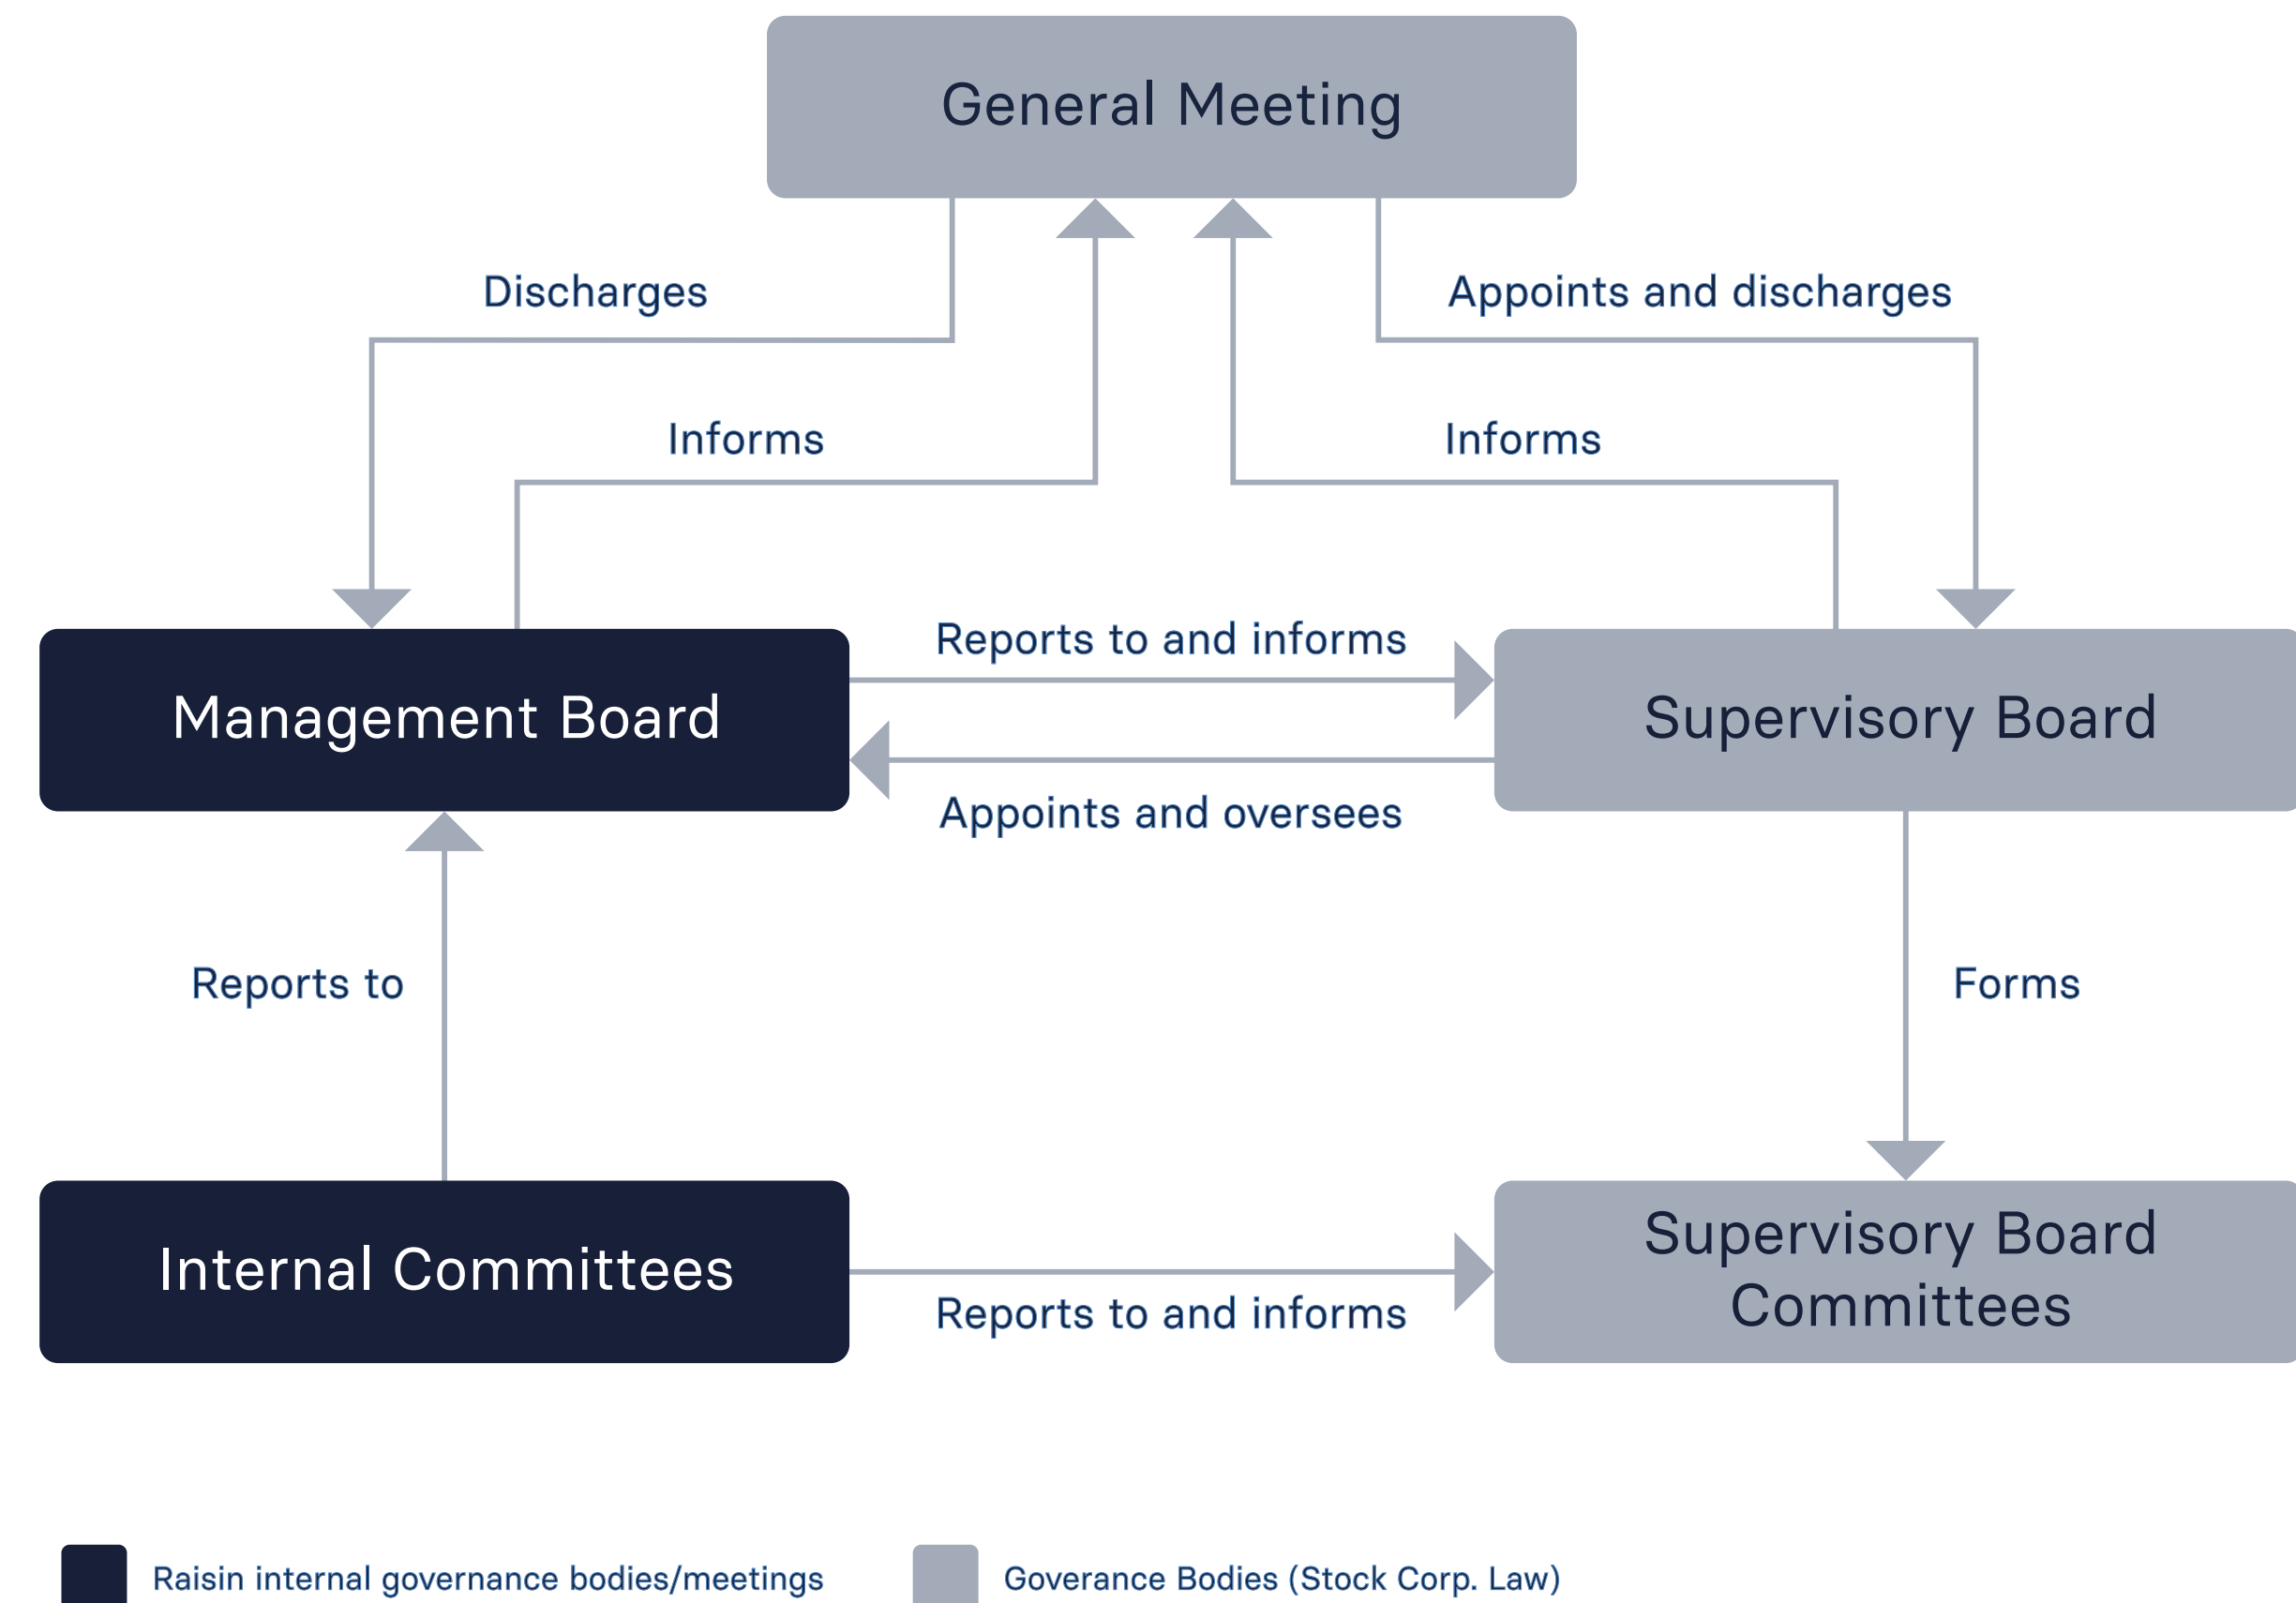 General Meeting
Discharges
Appoints and discharges
Informs
Informs
Reports to and informs
Management Board
Supervisory Board
Appoints and oversees
Reports to
Forms
Internal Committees
Supervisory Board
Committees
Reports to and informs
Raisin internal governance bodies/meetings
Goverance Bodies (Stock Corp. Law)